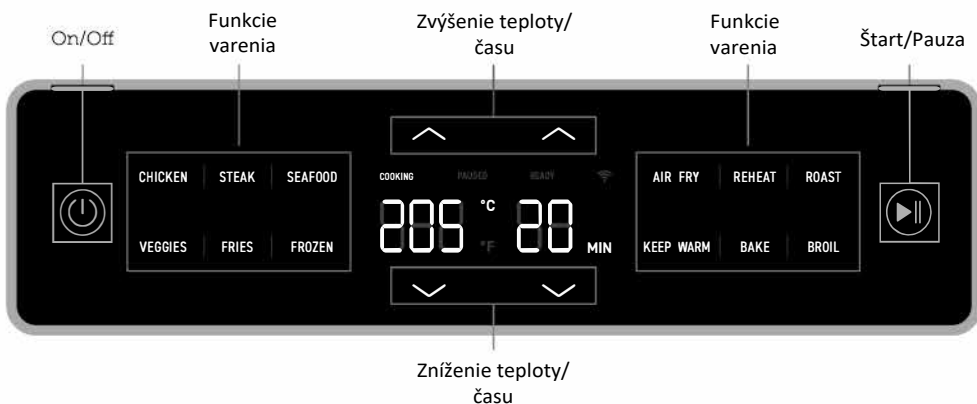 On/Off
Funkcie
varenia
Zvýšenie teploty/
času
Funkcie
varenia
Štart/Pauza
CHICKEN STEAK SEAFOOD
VEGGIES FRIES FROZEN
COOKING PAUSED READY
205 °C 20 MIN
°F
AIR FRY REHEAT ROAST
KEEP WARM BAKE BROIL
Zníženie teploty/
času